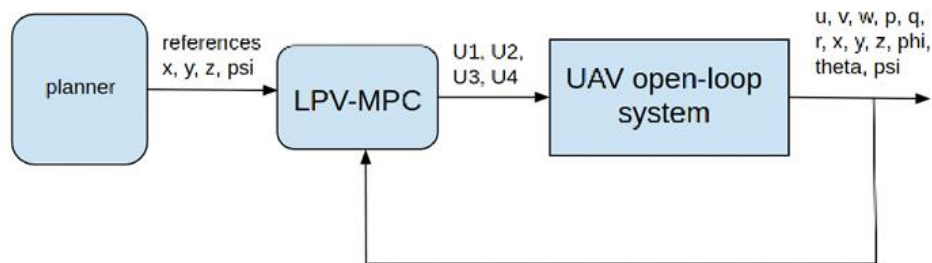 planner
references
x, y, z, psi
LPV-MPC
U1, U2,
U3, U4
UAV open-loop
system
u, v, w, p, q,
r, x, y, z, phi,
theta, psi